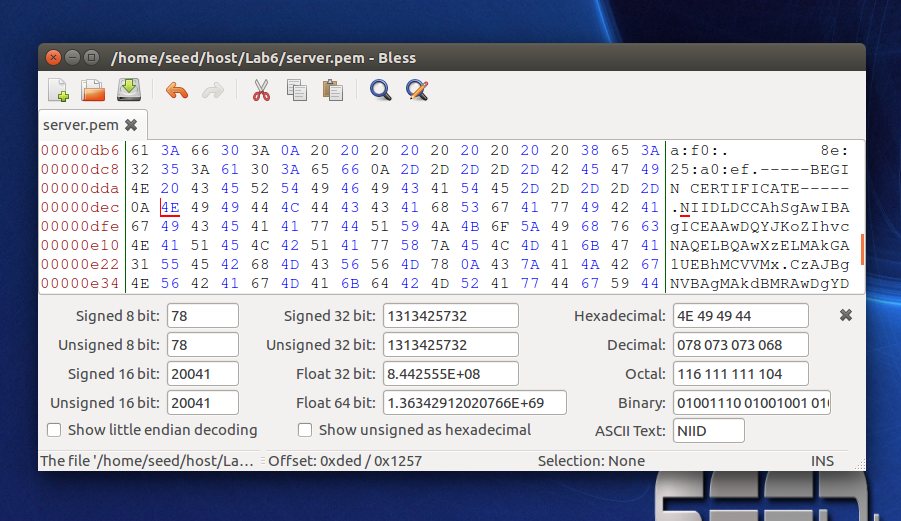 /home/seed/host/Lab6/server.pem - Bless
server.pem
00000db6 61 3A 66 30 3A 0A 20 20 20 20 20 20 20 20 20 38 65 3A a:f0:. 8e:
00000dc8 32 35 3A 61 30 3A 65 66 0A 2D 2D 2D 2D 2D 42 45 47 49 25:a0:ef.-----BEGI
00000dda 4E 20 43 45 52 54 49 46 49 43 41 54 45 2D 2D 2D 2D 2D N CERTIFICATE-----
00000dec 0A 4E 49 49 44 4C 44 43 43 41 68 53 67 41 77 49 42 41 .NIIDLDCCAhSgAwIBA
00000dfe 67 49 43 45 41 41 77 44 51 59 4A 4B 6F 5A 49 68 76 63 gICEAAwDQYJKoZIhvc
00000e10 4E 41 51 45 4C 42 51 41 77 58 7A 45 4C 4D 41 6B 47 41 NAQELBQAwXzELMAkGA
00000e22 31 55 45 42 68 4D 43 56 56 4D 78 0A 43 7A 41 4A 42 67 1UEBhMCVVMx.CzAJBg
00000e34 4E 56 42 41 67 4D 41 6B 64 42 4D 52 41 77 44 67 59 44 NVBAgMAkdBMRAwDgYD
Signed 8 bit: 78 Signed 32 bit: 1313425732 Hexadecimal: 4E 49 49 44
Unsigned 8 bit: 78 Unsigned 32 bit: 1313425732 Decimal: 078 073 073 068
Signed 16 bit: 20041 Float 32 bit: 8.442555E+08 Octal: 116 111 111 104
Unsigned 16 bit: 20041 Float 64 bit: 1.36342912020766E+69 Binary: 01001110 01001001 010
Show little endian decoding Show unsigned as hexadecimal ASCII Text: NIID
The file '/home/seed/host/La... Offset: 0xded / 0x1257 Selection: None INS